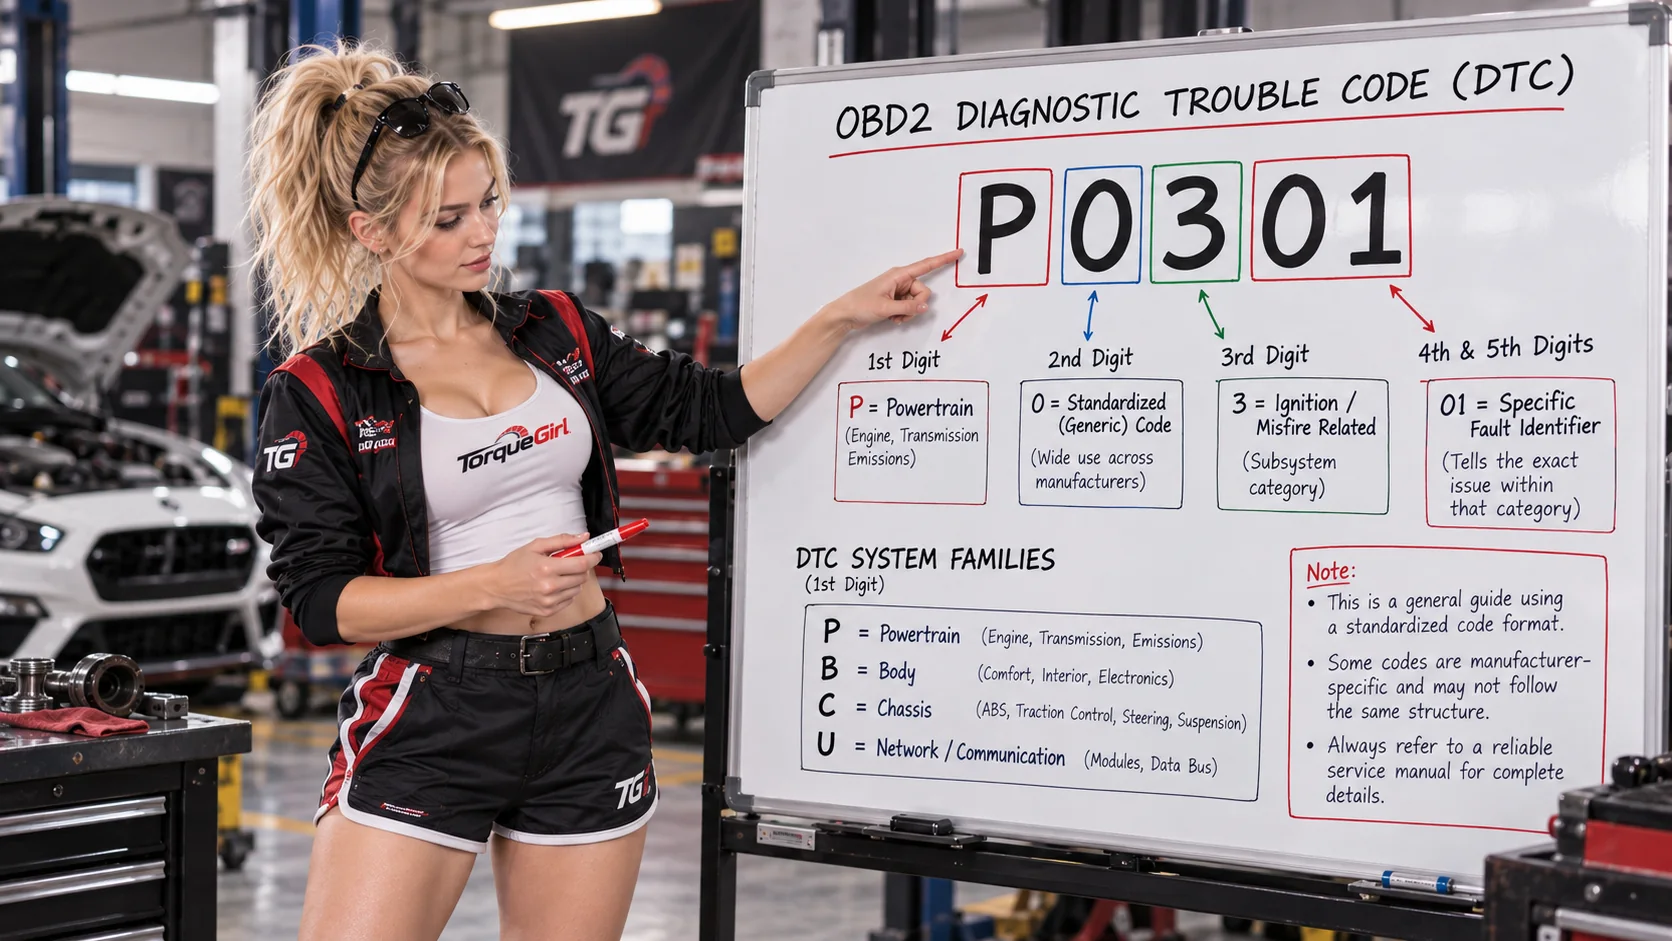 TG
OBD2 DIAGNOSTIC TROUBLE CODE (DTC)
P0301
1st Digit
P = Powertrain
(Engine, Transmission
Emissions)
2nd Digit
0 = Standardized
(Generic) Code
(Wide use across
manufacturers)
3rd Digit
3 = Ignition /
Misfire Related
(Subsystem
category)
4th & 5th Digits
01 = Specific
Fault Identifier
(Tells the exact
issue within
that category)
DTC SYSTEM FAMILIES
(1st Digit)
P = Powertrain (Engine, Transmission, Emissions)
B = Body (Comfort, Interior, Electronics)
C = Chassis (ABS, Traction Control, Steering, Suspension)
U = Network / Communication (Modules, Data Bus)
Note:
• This is a general guide using
a standardized code format.
• Some codes are manufacturer-
specific and may not follow
the same structure.
• Always refer to a reliable
service manual for complete
details.
TG
TorqueGirl
TG